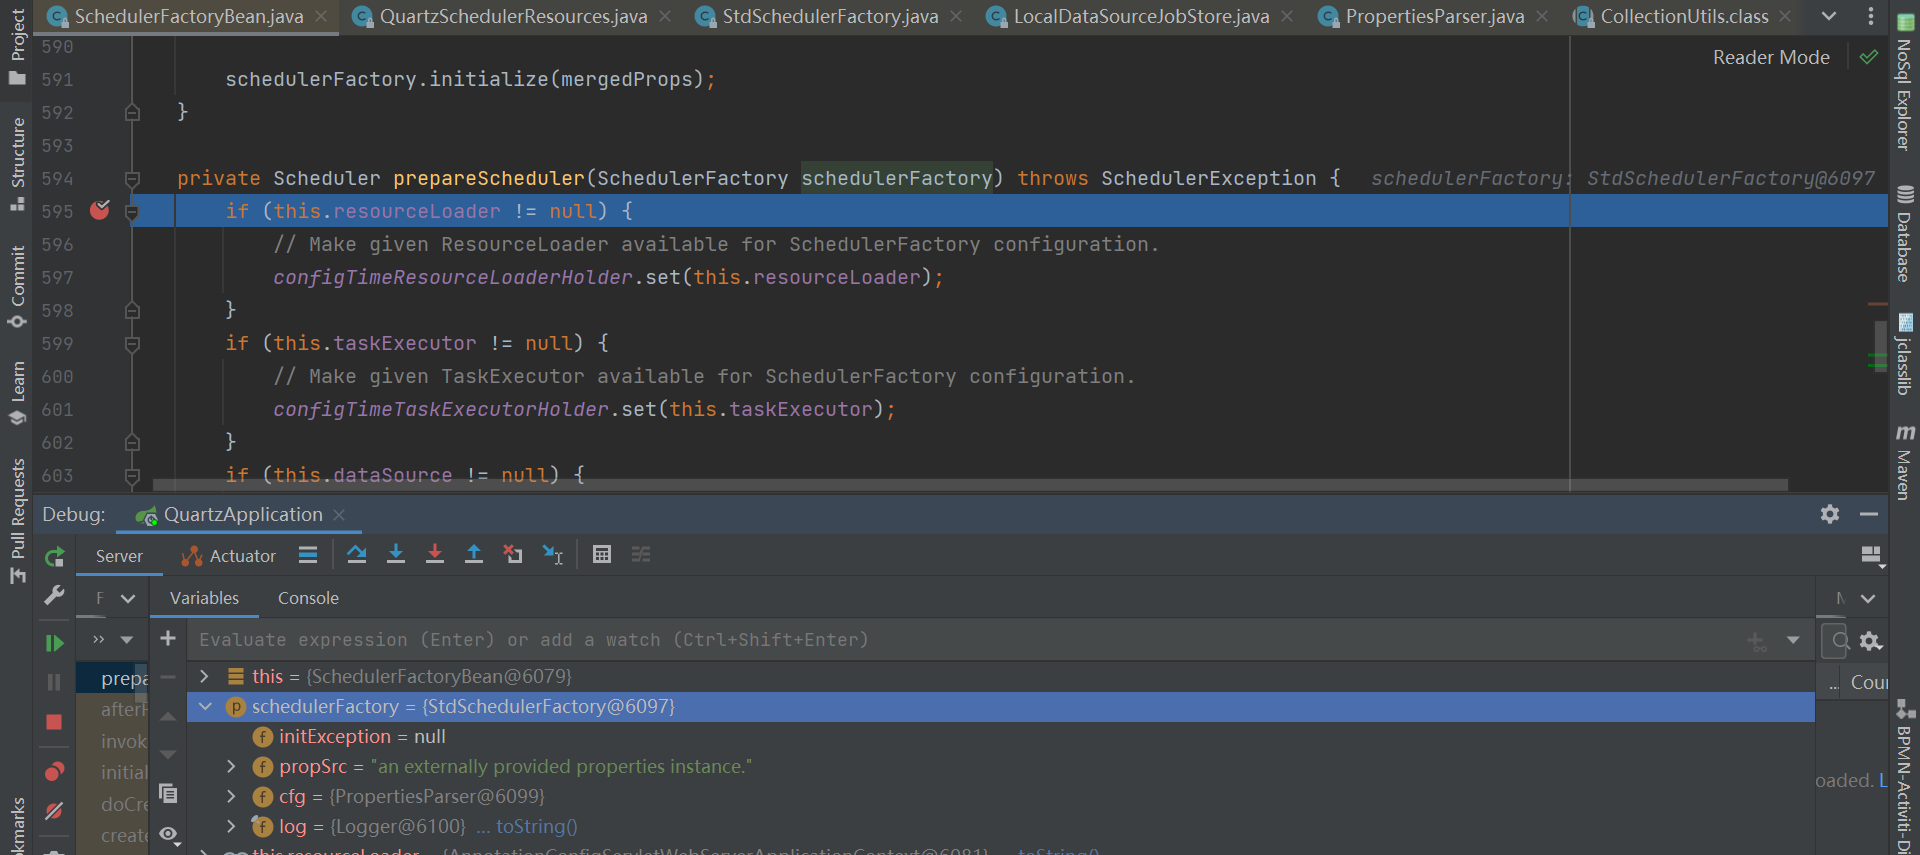 SchedulerFactoryBean.java QuartzSchedulerResources.java StdSchedulerFactory.java LocalDataSourceJobStore.java PropertiesParser.java CollectionUtils.class
Reader Mode
590
591 schedulerFactory.initialize(mergedProps);
592 }
593
594 private Scheduler prepareScheduler(SchedulerFactory schedulerFactory) throws SchedulerException { schedulerFactory: StdSchedulerFactory@6097
595 if (this.resourceLoader != null) {
596 // Make given ResourceLoader available for SchedulerFactory configuration.
597 configTimeResourceLoaderHolder.set(this.resourceLoader);
598 }
599 if (this.taskExecutor != null) {
600 // Make given TaskExecutor available for SchedulerFactory configuration.
601 configTimeTaskExecutorHolder.set(this.taskExecutor);
602 }
603 if (this.dataSource != null) {
Project
Structure
Commit
Learn
Pull Requests
okmarks
NoSql Explorer
Database
jclasslib
Maven
BPMN-Activiti-Di
Debug: QuartzApplication
Server Actuator
F Variables Console
Evaluate expression (Enter) or add a watch (Ctrl+Shift+Enter)
prepa
afterP
invok
initial
doCre
create
this = {SchedulerFactoryBean@6079}
schedulerFactory = {StdSchedulerFactory@6097}
initException = null
propSrc = "an externally provided properties instance."
cfg = {PropertiesParser@6099}
log = {Logger@6100} ... toString()
this.resourceLoader = {AnnotationConfigServletWebServerApplicationContext@6081} ... toString()
... Cour
oaded. L